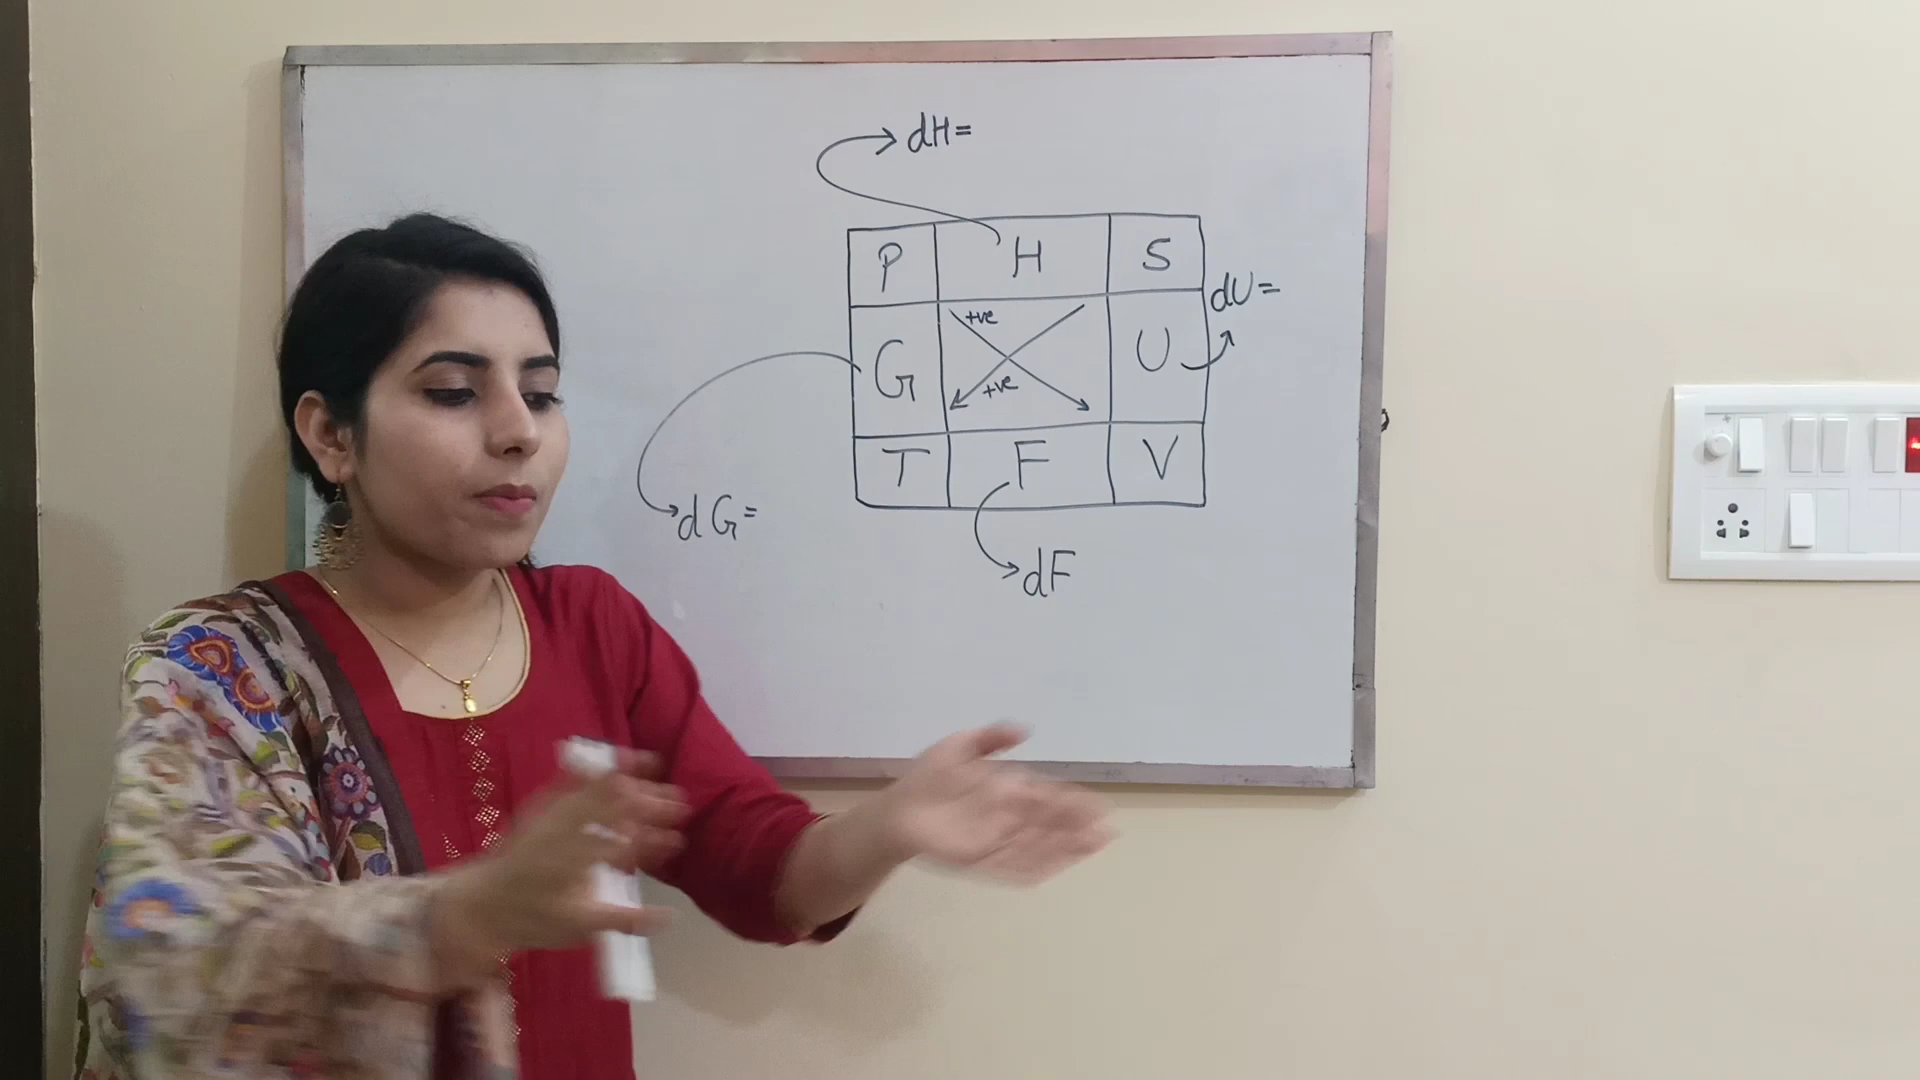 dH=
P H S
dU=
+ve
G U
+ve
T F V
dG=
dF